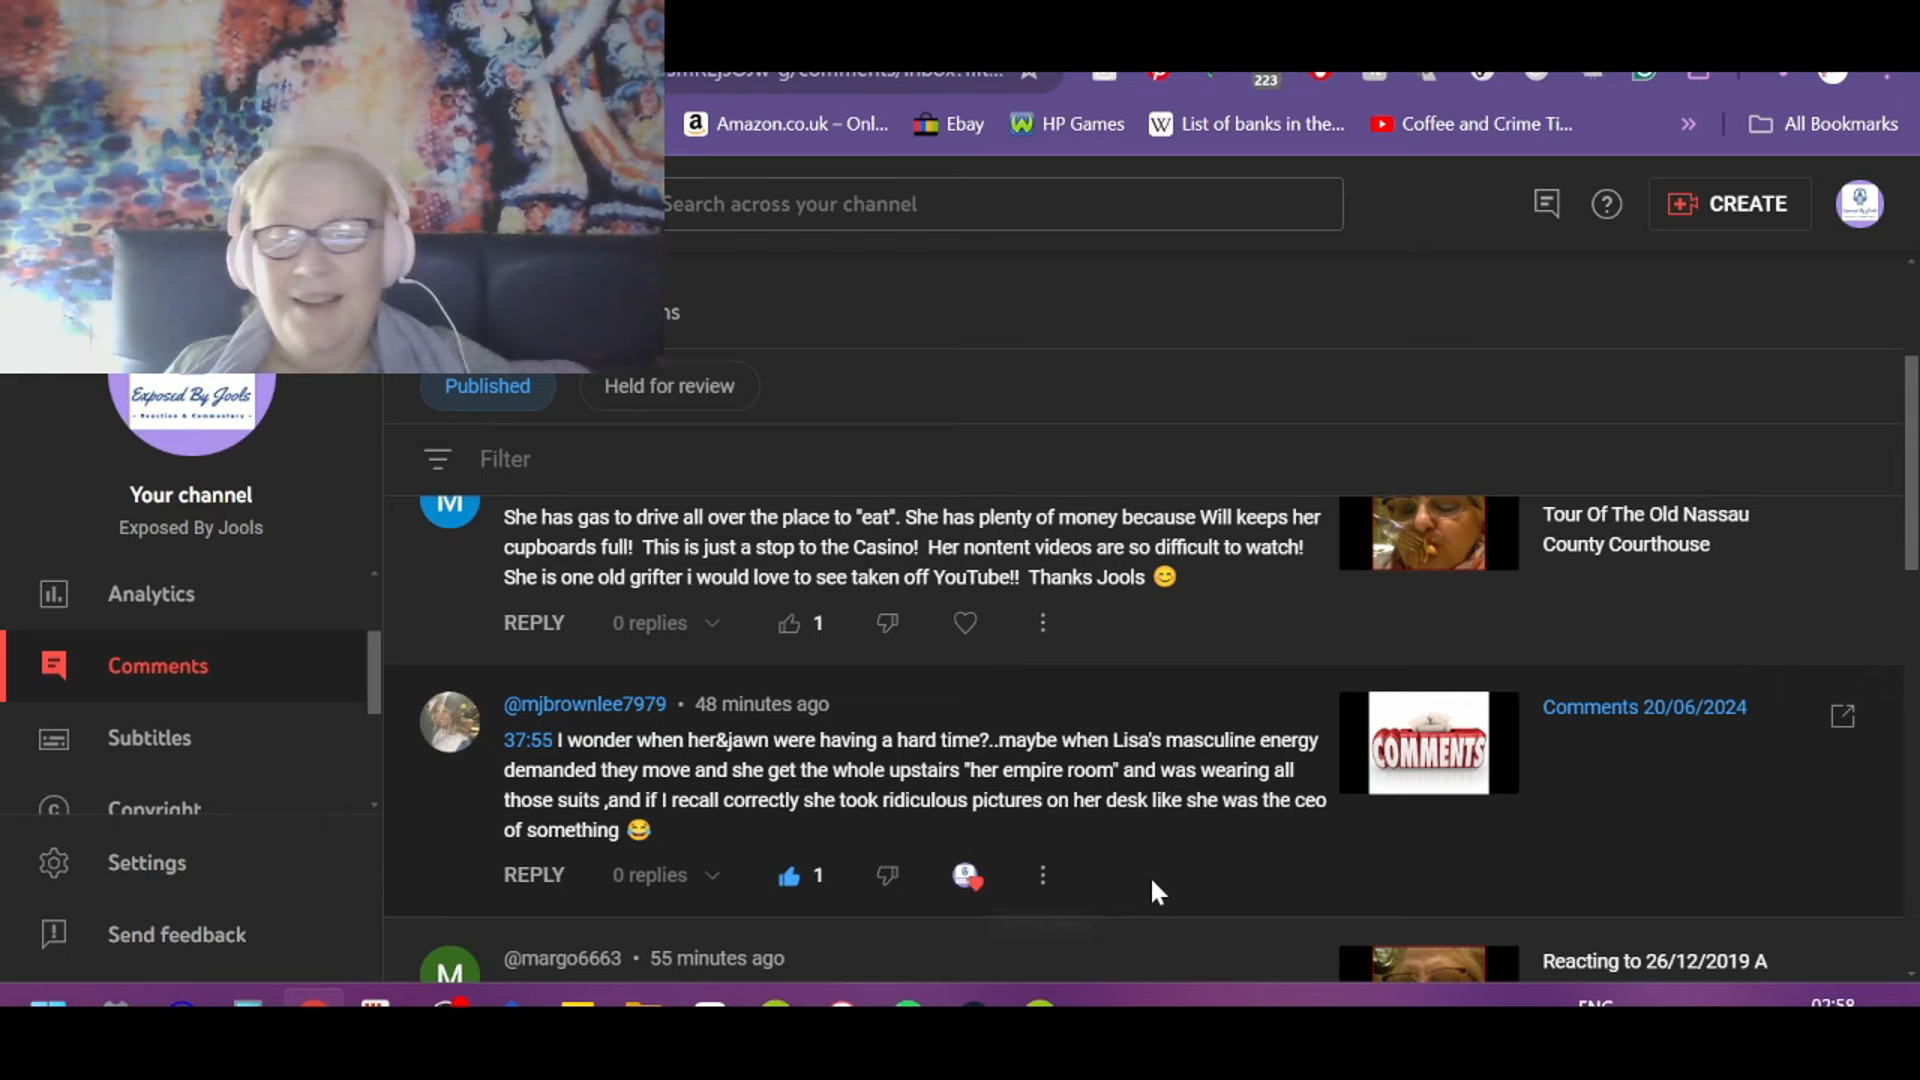 223
Amazon.co.uk – Onl...
Ebay
HP Games
List of banks in the...
Coffee and Crime Ti...
»
All Bookmarks
Search across your channel
?
CREATE
ns
Published
Held for review
Exposed By Jools
- Reaction & Commentary -
Filter
Your channel
Exposed By Jools
M
She has gas to drive all over the place to "eat". She has plenty of money because Will keeps her
cupboards full! This is just a stop to the Casino! Her nontent videos are so difficult to watch!
She is one old grifter i would love to see taken off YouTube!! Thanks Jools 😊
Tour Of The Old Nassau
County Courthouse
REPLY
0 replies
1
Analytics
Comments
Subtitles
Copyright
Settings
Send feedback
@mjbrownlee7979 • 48 minutes ago
37:55 I wonder when her&jawn were having a hard time?..maybe when Lisa's masculine energy
demanded they move and she get the whole upstairs "her empire room" and was wearing all
those suits ,and if I recall correctly she took ridiculous pictures on her desk like she was the ceo
of something 😂
COMMENTS
Comments 20/06/2024
REPLY
0 replies
1
M
@margo6663 • 55 minutes ago
Reacting to 26/12/2019 A
ENG
02:58